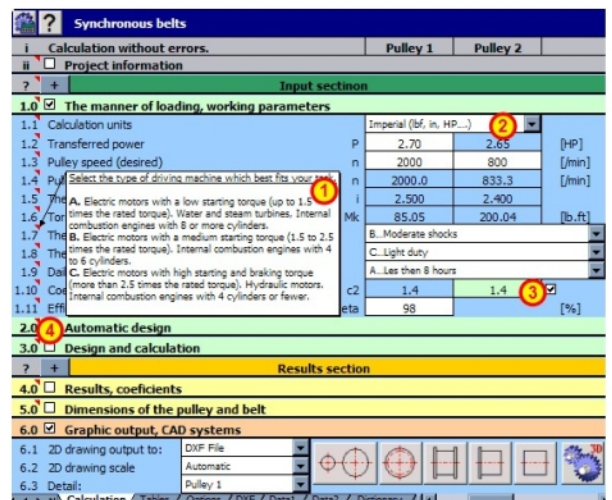 ? Synchronous belts
i Calculation without errors. Pulley 1 Pulley 2
ii Project information
? + Input sectinon
1.0 The manner of loading, working parameters
1.1 Calculation units Imperial (lbf, in, HP....) 2
1.2 Transferred power P 2.70 2.65 [HP]
1.3 Pulley speed (desired) n 2000 800 [/min]
1.4 n 2000.0 833.3 [/min]
1.5 i 2.500 2.400
1.6 Mk 85.05 200.04 [lb.ft]
1.7 B...Moderate shocks
1.8 C...Light duty
1.9 A...Les then 8 hours
1.10 c2 1.4 1.4 3
1.11 eta 98 [%]
Select the type of driving machine which best fits your 1
A. Electric motors with a low starting torque (up to 1.5
times the rated torque). Water and steam turbines, Internal
combustion engines with 8 or more cylinders.
B. Electric motors with a medium starting torque (1.5 to 2.5
times the rated torque). Internal combustion engines with 4
to 6 cylinders.
C. Electric motors with high starting and braking torque
(more than 2.5 times the rated torque). Hydraulic motors.
Internal combustion engines with 4 cylinders or fewer.
2.0 4 Automatic design
3.0 Design and calculation
? + Results section
4.0 Results, coeficients
5.0 Dimensions of the pulley and belt
6.0 Graphic output, CAD systems
6.1 2D drawing output to: DXF File
6.2 2D drawing scale Automatic
6.3 Detail: Pulley 1
3D
Calculation / Tables / Options / DXF / Data1 / Data2 / Dictionary